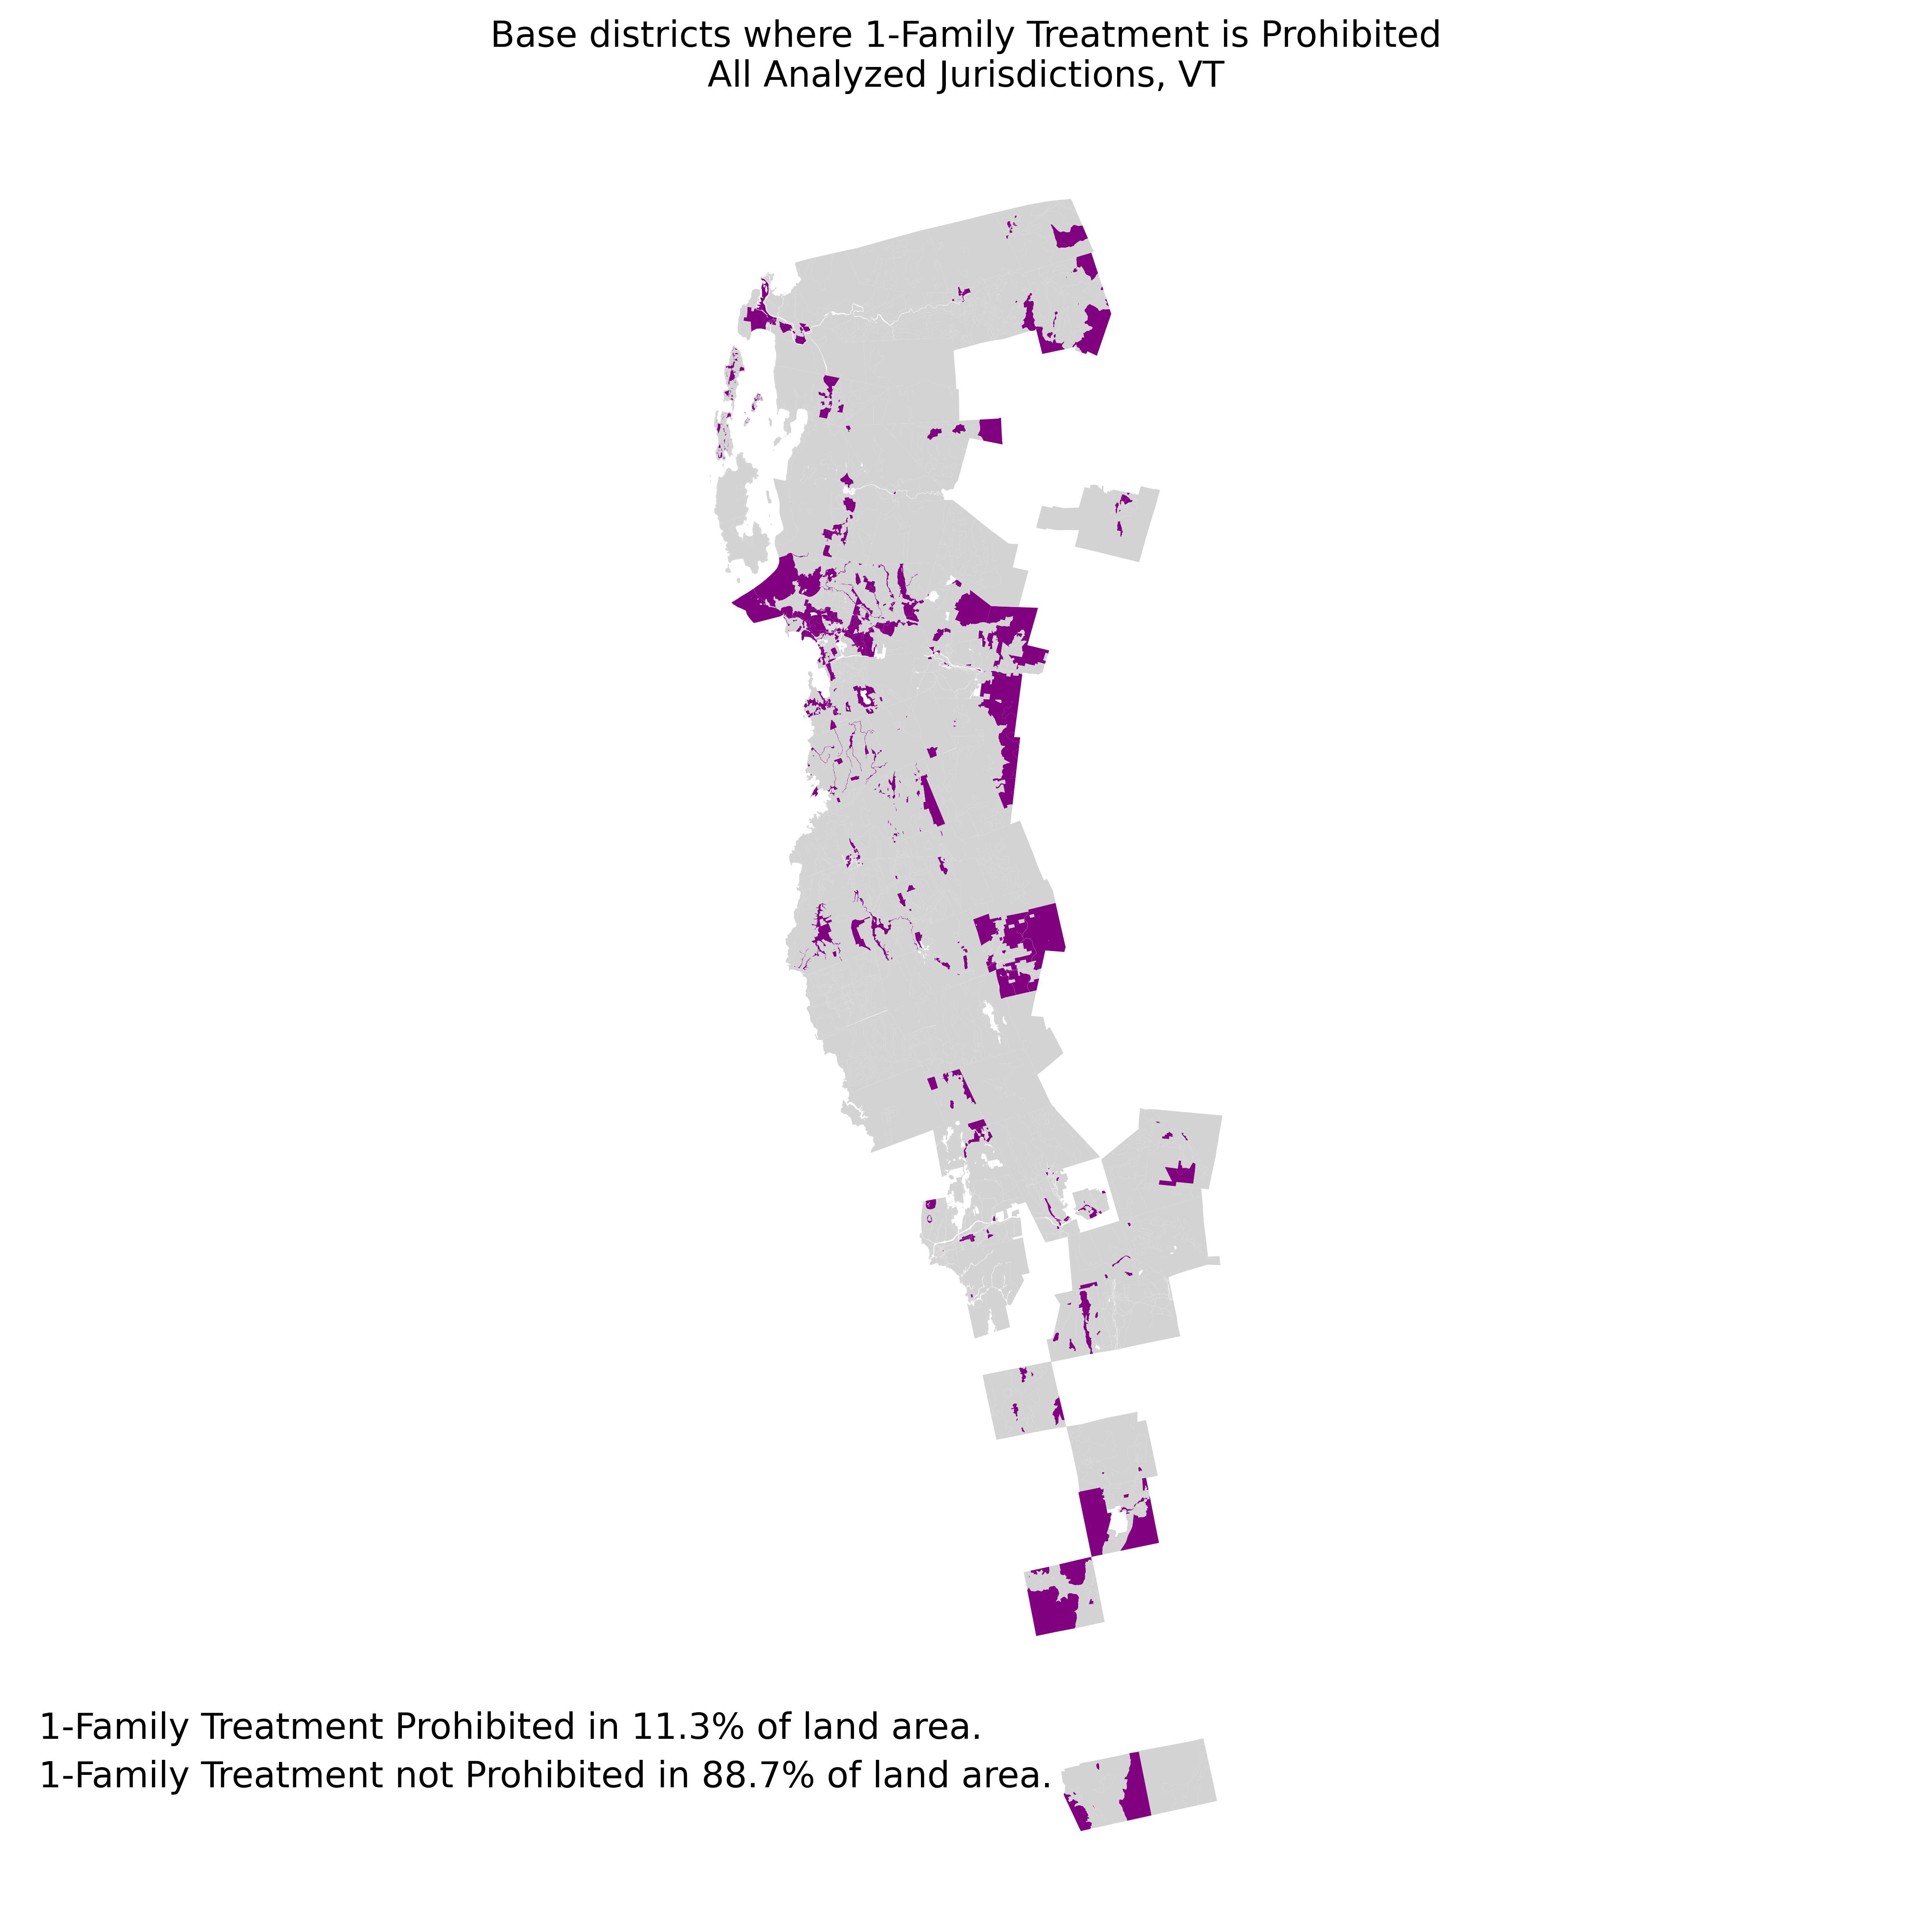 Base districts where 1-Family Treatment is Prohibited
All Analyzed Jurisdictions, VT
1-Family Treatment Prohibited in 11.3% of land area.
1-Family Treatment not Prohibited in 88.7% of land area.